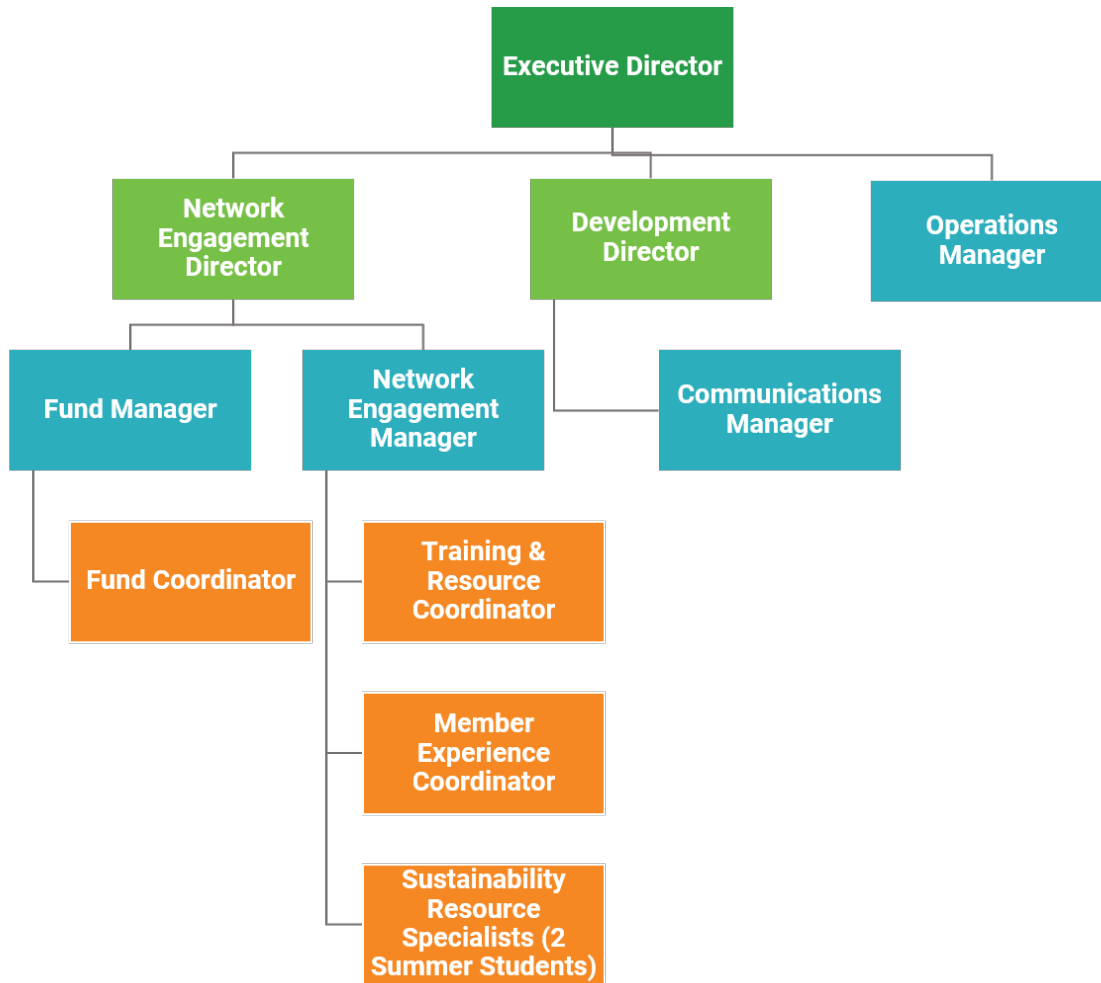 Executive Director
Network
Engagement
Director
Development
Director
Operations
Manager
Fund Manager
Network
Engagement
Manager
Communications
Manager
Fund Coordinator
Training &
Resource
Coordinator
Member
Experience
Coordinator
Sustainability
Resource
Specialists (2
Summer Students)